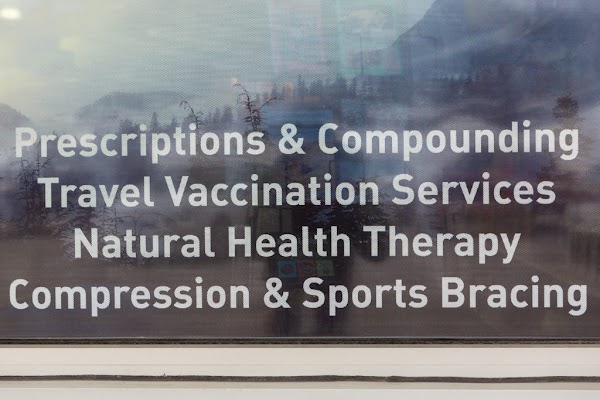 Prescriptions & Compounding
Travel Vaccination Services
Natural Health Therapy
Compression & Sports Bracing